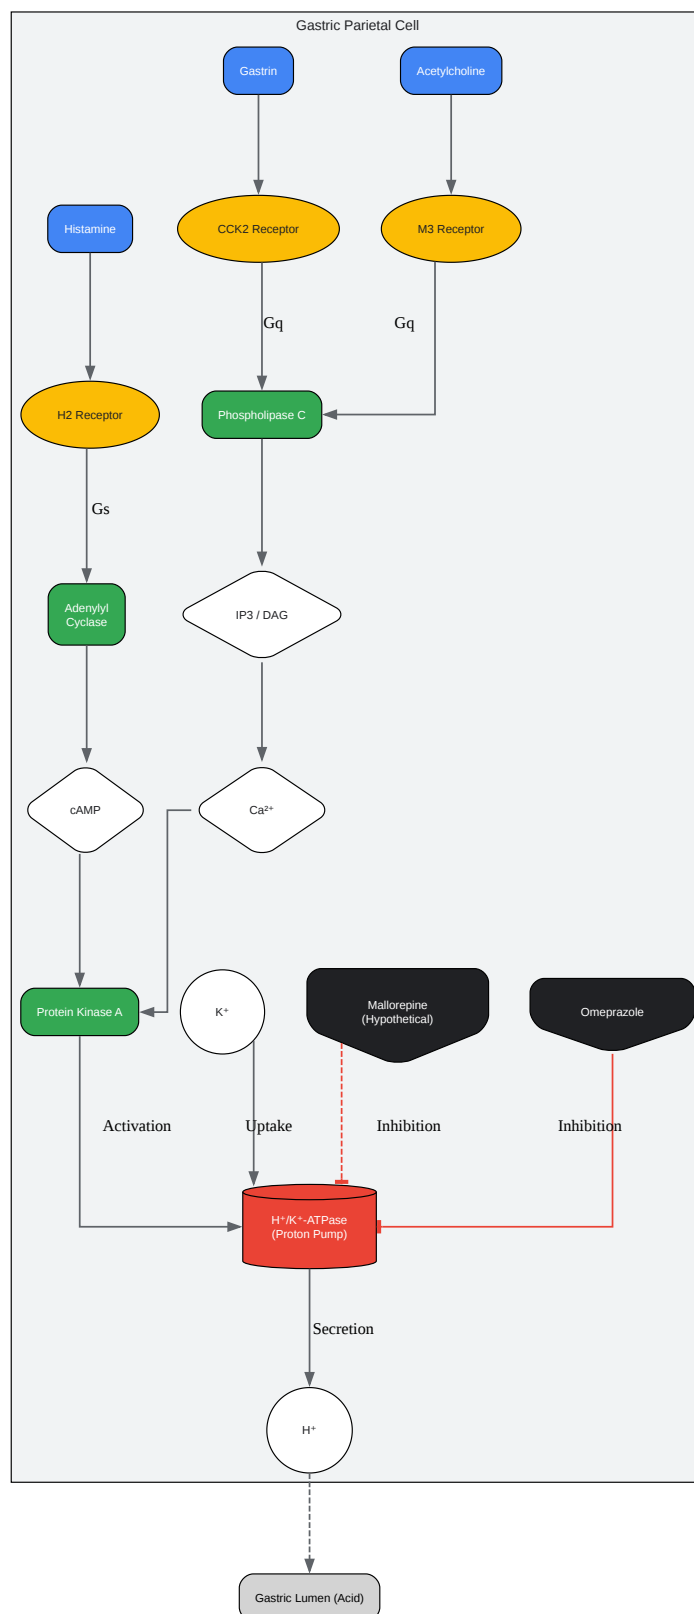 Gastric Parietal Cell
Gastrin
Acetylcholine
Histamine
CCK2 Receptor
M3 Receptor
Gq
Gq
H2 Receptor
Phospholipase C
Gs
Adenylyl
Cyclase
IP3 / DAG
cAMP
Ca²⁺
Protein Kinase A
K⁺
Mallorepine
(Hypothetical)
Omeprazole
Activation
Uptake
Inhibition
Inhibition
H⁺/K⁺-ATPase
(Proton Pump)
Secretion
H⁺
Gastric Lumen (Acid)